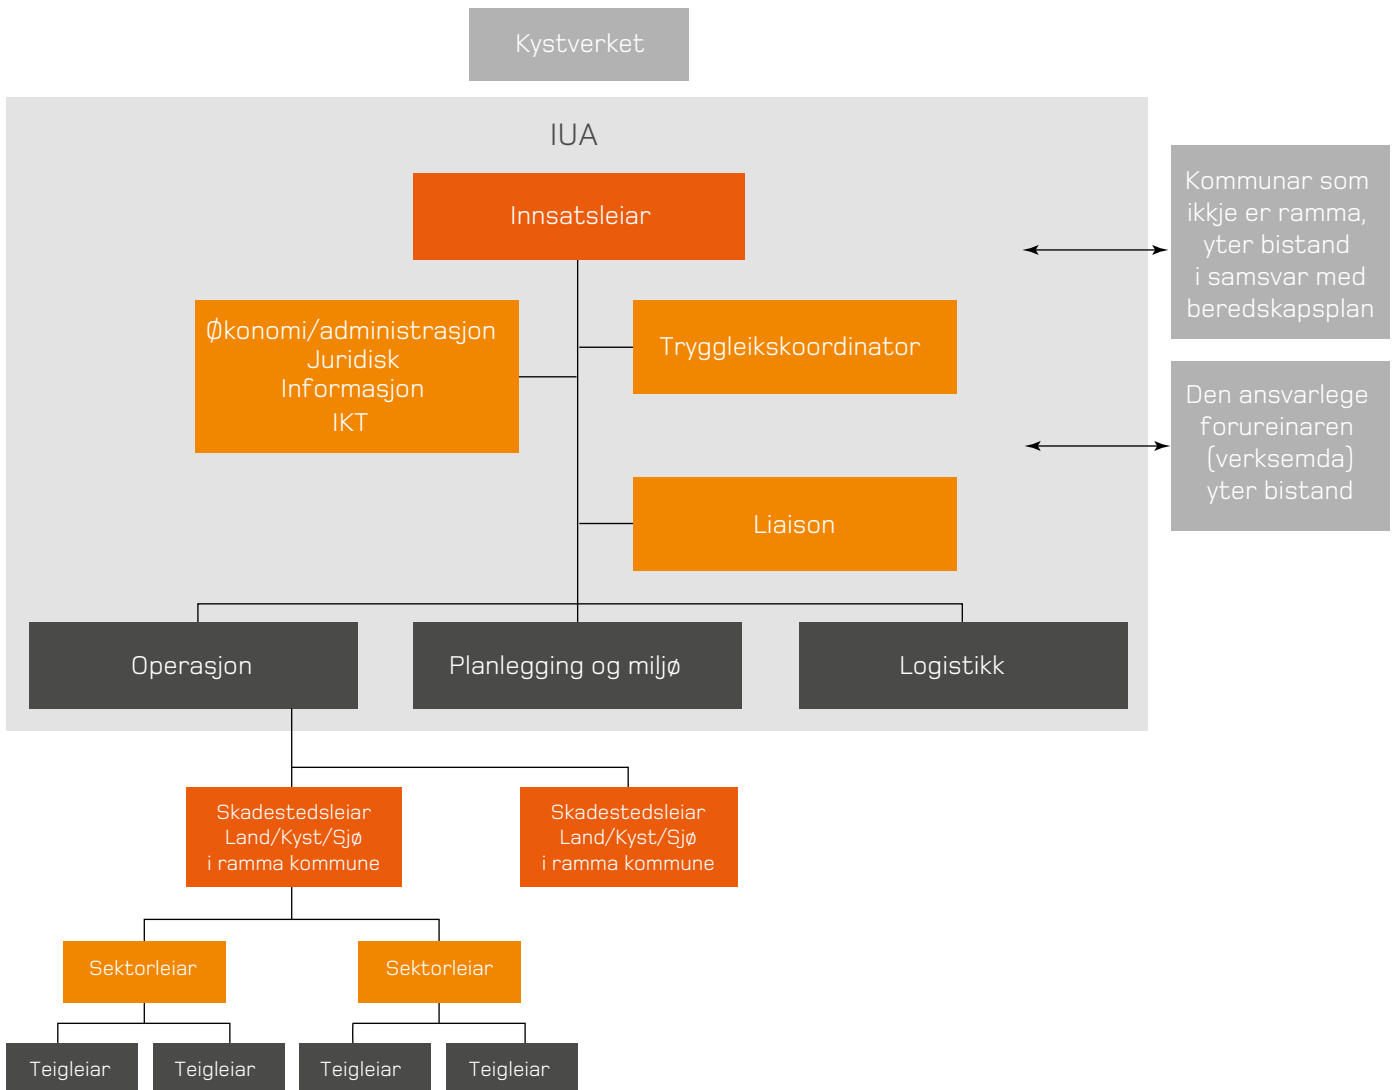 Kystverket
IUA
Innsatsleiar
Kommunar som
ikkje er ramma,
yter bistand
i samsvar med
beredskapsplan
Økonomi/administrasjon
Juridisk
Informasjon
IKT
Tryggleikskoordinator
Den ansvarlege
forureinaren
(verksemda)
yter bistand
Liaison
Operasjon
Planlegging og miljø
Logistikk
Skadestedsleiar
Land/Kyst/Sjø
i ramma kommune
Skadestedsleiar
Land/Kyst/Sjø
i ramma kommune
Sektorleiar
Sektorleiar
Teigleiar
Teigleiar
Teigleiar
Teigleiar